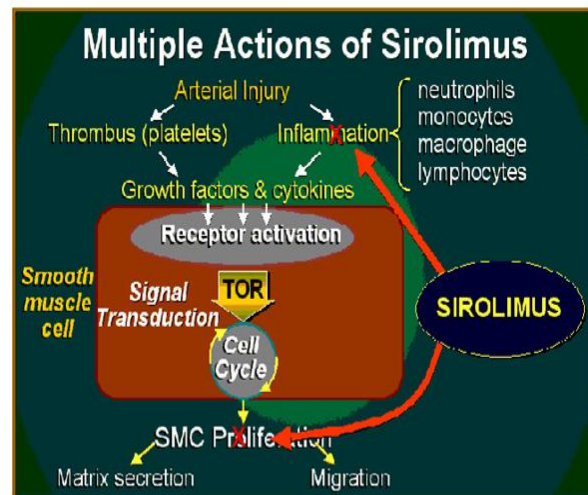 Multiple Actions of Sirolimus
Arterial Injury
Thrombus (platelets)
Inflammation
neutrophils
monocytes
macrophage
lymphocytes
Growth factors & cytokines
Receptor activation
Smooth
muscle
cell
Signal
Transduction
TOR
Cell
Cycle
SIROLIMUS
SMC Proliferation
Matrix secretion
Migration